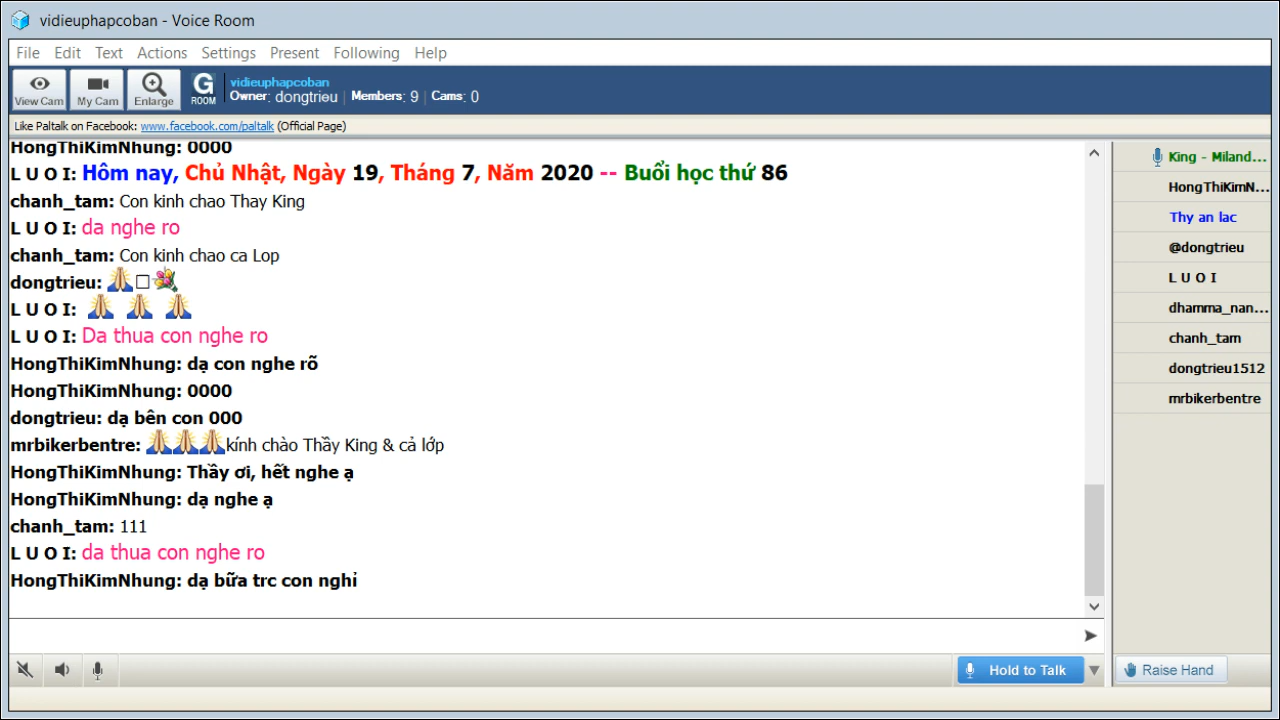 vidieuphapcoban - Voice Room
File Edit Text Actions Settings Present Following Help
View Cam My Cam Enlarge G ROOM
vidieuphapcoban
Owner: dongtrieu | Members: 9 | Cams: 0
Like Paltalk on Facebook: www.facebook.com/paltalk (Official Page)
HongThiKimNhung: 0000
L U O I: Hôm nay, Chủ Nhật, Ngày 19, Tháng 7, Năm 2020 -- Buổi học thứ 86
chanh_tam: Con kinh chao Thay King
L U O I: da nghe ro
chanh_tam: Con kinh chao ca Lop
dongtrieu: 🙏□💐
L U O I: 🙏 🙏 🙏
L U O I: Da thua con nghe ro
HongThiKimNhung: dạ con nghe rõ
HongThiKimNhung: 0000
dongtrieu: dạ bên con 000
mrbikerbentre: 🙏🙏🙏kính chào Thầy King & cả lớp
HongThiKimNhung: Thầy ơi, hết nghe ạ
HongThiKimNhung: dạ nghe ạ
chanh_tam: 111
L U O I: da thua con nghe ro
HongThiKimNhung: dạ bữa trc con nghỉ
King - Miland...
HongThiKimN...
Thy an lac
@dongtrieu
L U O I
dhamma_nan...
chanh_tam
dongtrieu1512
mrbikerbentre
Hold to Talk
Raise Hand